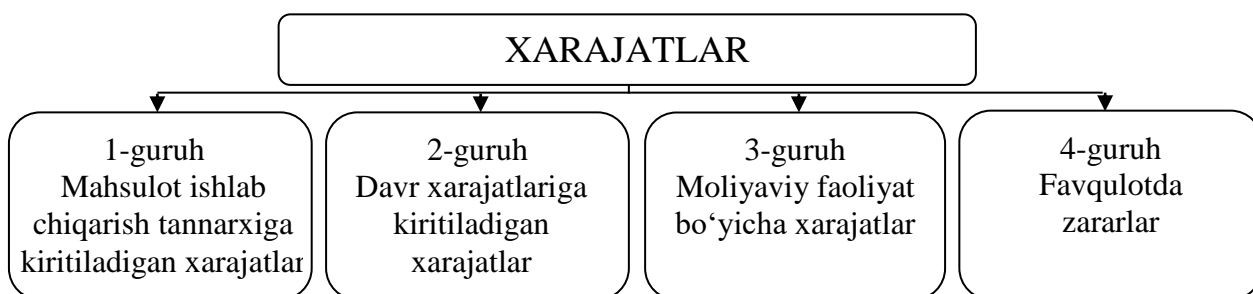 XARAJATLAR
1-guruh
Mahsulot ishlab
chiqarish tannarxiga
kiritiladigan xarajatlar
2-guruh
Davr xarajatlariga
kiritiladigan
xarajatlar
3-guruh
Moliyaviy faoliyat
bo‘yicha xarajatlar
4-guruh
Favqulotda
zararlar